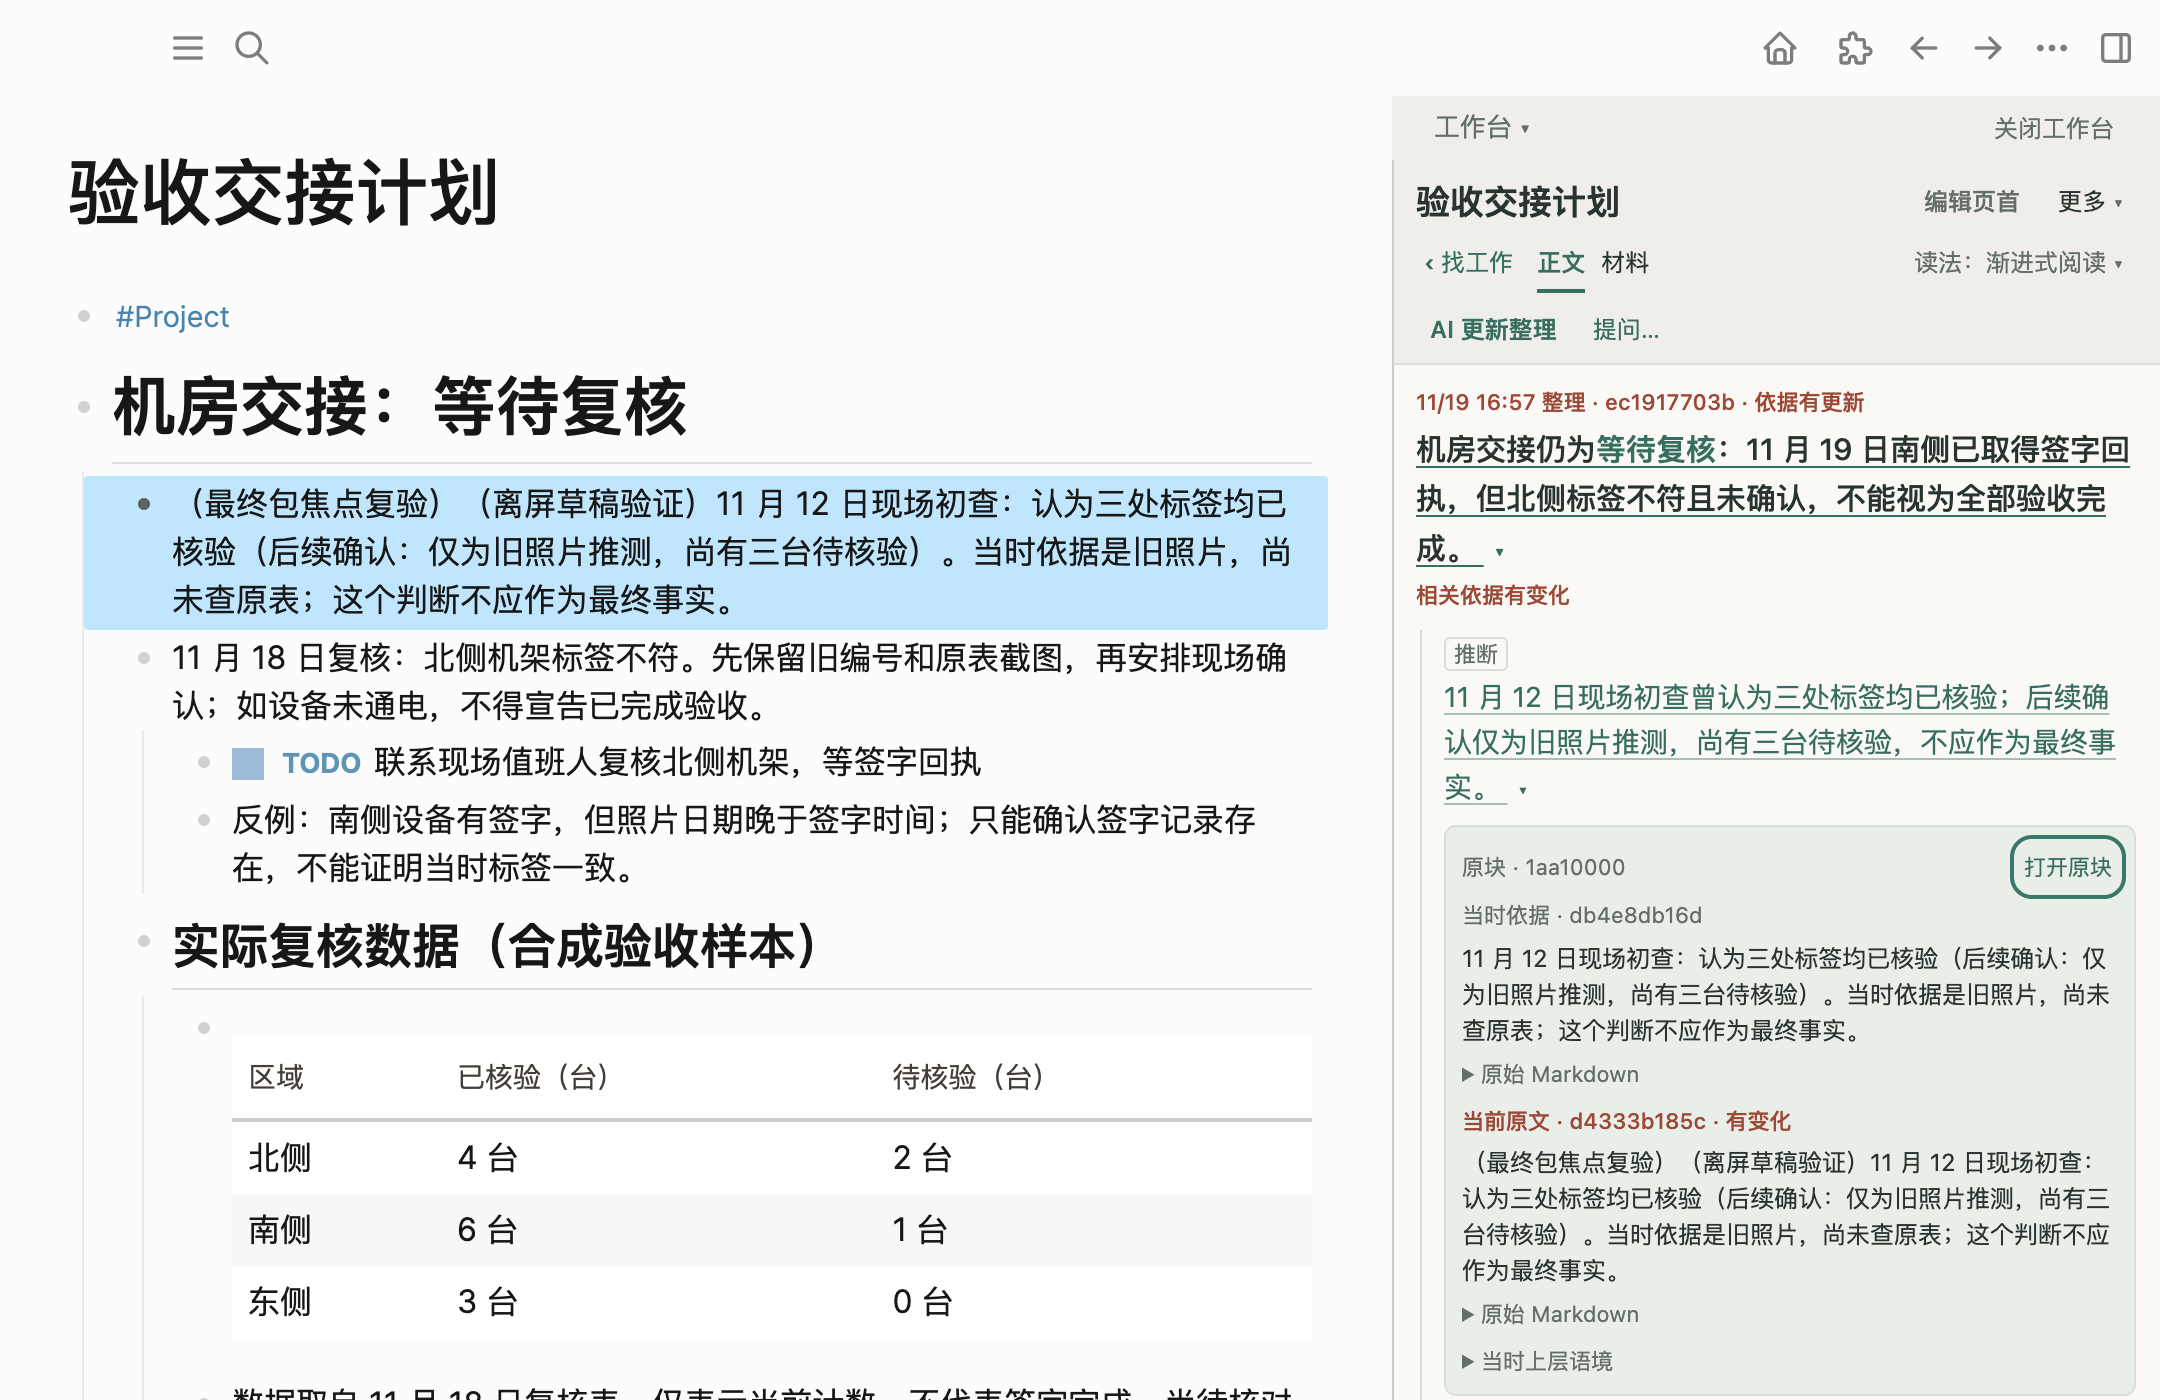 验收交接计划
#Project
机房交接：等待复核
（最终包焦点复验）（离屏草稿验证）11 月 12 日现场初查：认为三处标签均已
核验（后续确认：仅为旧照片推测，尚有三台待核验）。当时依据是旧照片，尚
未查原表；这个判断不应作为最终事实。
11 月 18 日复核：北侧机架标签不符。先保留旧编号和原表截图，再安排现场确
认；如设备未通电，不得宣告已完成验收。
TODO 联系现场值班人复核北侧机架，等签字回执
反例：南侧设备有签字，但照片日期晚于签字时间；只能确认签字记录存
在，不能证明当时标签一致。
实际复核数据（合成验收样本）
区域 已核验（台） 待核验（台）
北侧 4 台 2 台
南侧 6 台 1 台
东侧 3 台 0 台
数据取自 11 月 18 日复核表，仅表示当前计数，不代表签字完成。当待核对
工作台 ▾
关闭工作台
验收交接计划
编辑页首 更多 ▾
‹ 找工作 正文 材料
读法：渐进式阅读 ▾
AI 更新整理 提问...
11/19 16:57 整理 · ec1917703b · 依据有更新
机房交接仍为等待复核：11 月 19 日南侧已取得签字回
执，但北侧标签不符且未确认，不能视为全部验收完
成。 ▾
相关依据有变化
推断
11 月 12 日现场初查曾认为三处标签均已核验；后续确
认仅为旧照片推测，尚有三台待核验，不应作为最终事
实。 ▾
原块 · 1aa10000
打开原块
当时依据 · db4e8db16d
11 月 12 日现场初查：认为三处标签均已核验（后续确认：仅
为旧照片推测，尚有三台待核验）。当时依据是旧照片，尚未
查原表；这个判断不应作为最终事实。
▶ 原始 Markdown
当前原文 · d4333b185c · 有变化
（最终包焦点复验）（离屏草稿验证）11 月 12 日现场初查：
认为三处标签均已核验（后续确认：仅为旧照片推测，尚有三
台待核验）。当时依据是旧照片，尚未查原表；这个判断不应
作为最终事实。
▶ 原始 Markdown
▶ 当时上层语境